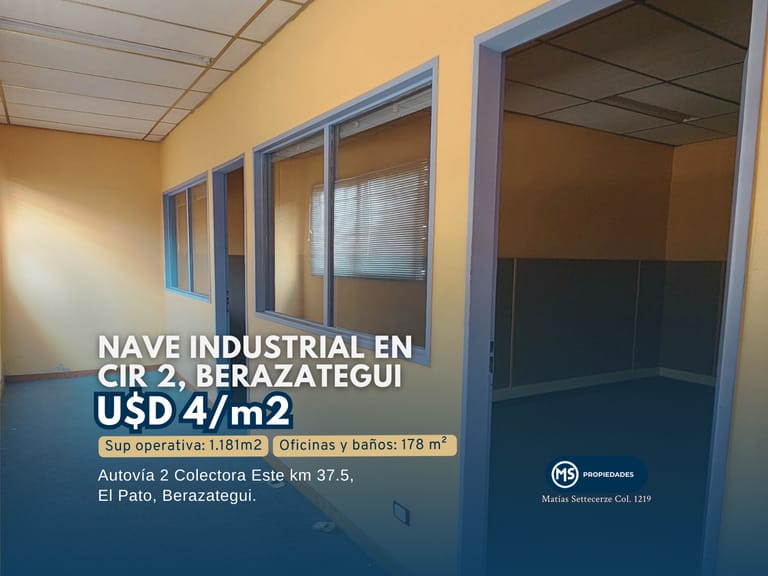 NAVE INDUSTRIAL EN
CIR 2, BERAZATEGUI
U$D 4/m2
Sup operativa: 1.181m2 Oficinas y baños: 178 m²
Autovía 2 Colectora Este km 37.5,
El Pato, Berazategui.
MS PROPIEDADES
Matías Settecerze Col. 1219